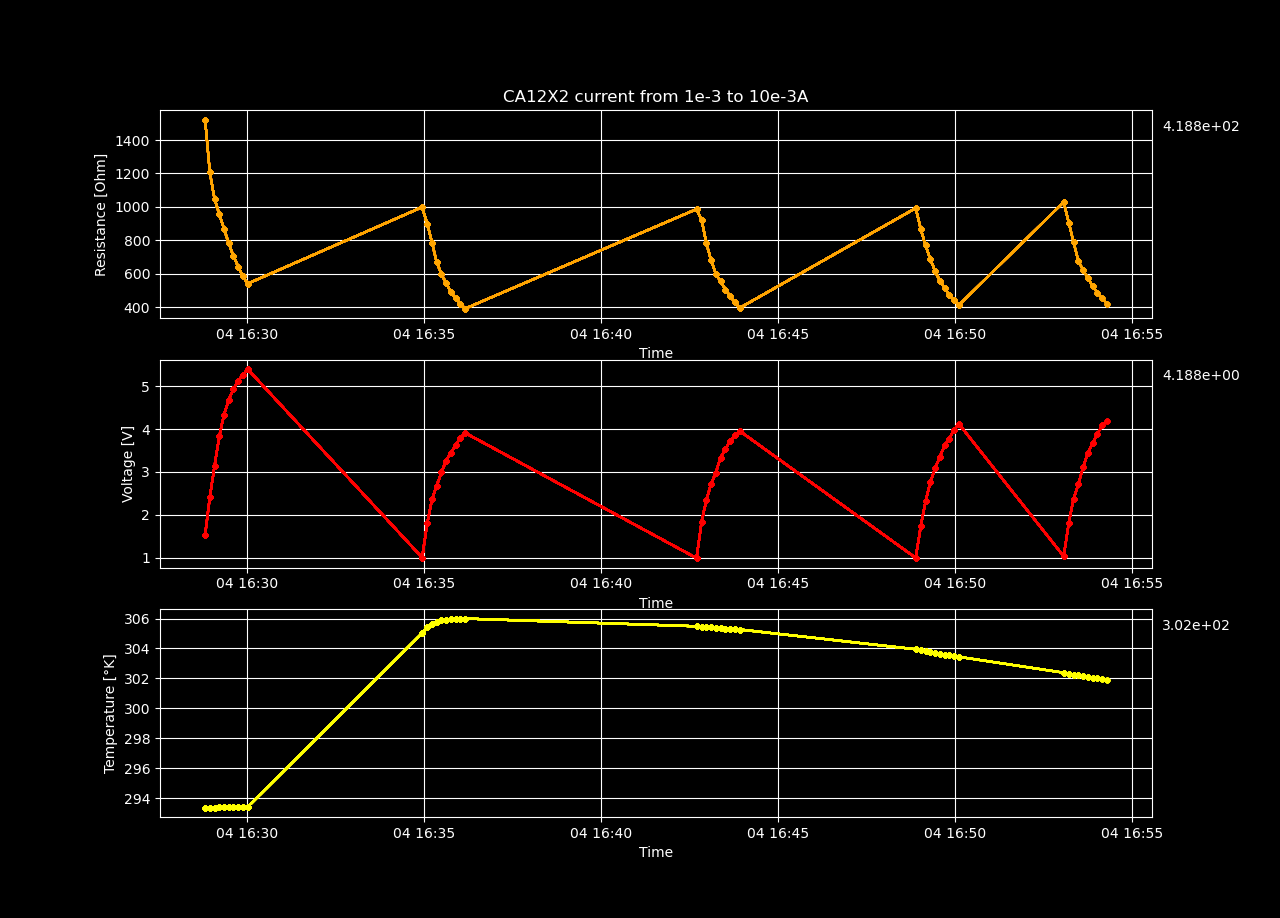 CA12X2 current from 1e-3 to 10e-3A
4.188e+02
Resistance [Ohm]
1400
1200
1000
800
600
400
04 16:30 04 16:35 04 16:40 04 16:45 04 16:50 04 16:55
Time
4.188e+00
Voltage [V]
5
4
3
2
1
04 16:30 04 16:35 04 16:40 04 16:45 04 16:50 04 16:55
Time
3.02e+02
Temperature [°K]
306
304
302
300
298
296
294
04 16:30 04 16:35 04 16:40 04 16:45 04 16:50 04 16:55
Time